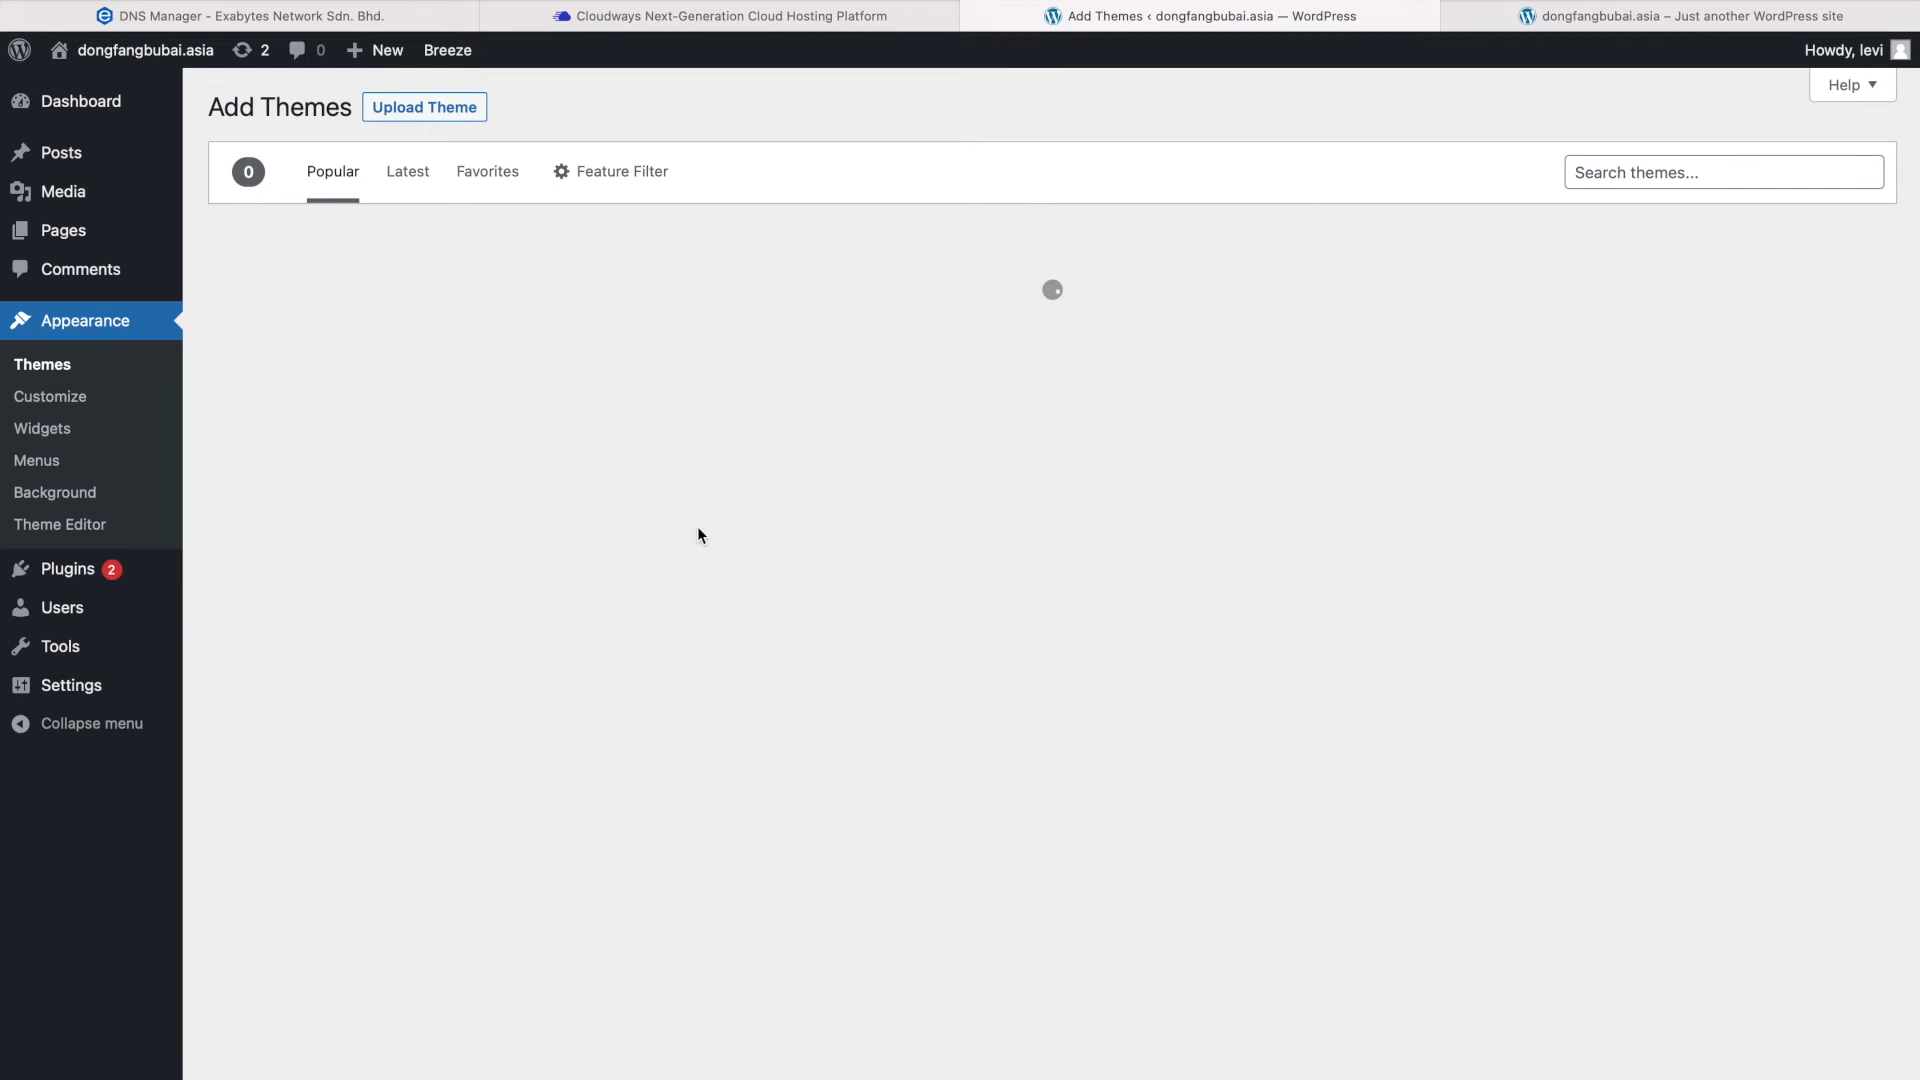 DNS Manager - Exabytes Network Sdn. Bhd.
Cloudways Next-Generation Cloud Hosting Platform
Add Themes ‹ dongfangbubai.asia — WordPress
dongfangbubai.asia – Just another WordPress site
dongfangbubai.asia 2 0 New Breeze Howdy, levi
Help
Dashboard
Posts
Media
Pages
Comments
Appearance
Themes
Customize
Widgets
Menus
Background
Theme Editor
Plugins 2
Users
Tools
Settings
Collapse menu
Add Themes Upload Theme
0 Popular Latest Favorites Feature Filter Search themes...